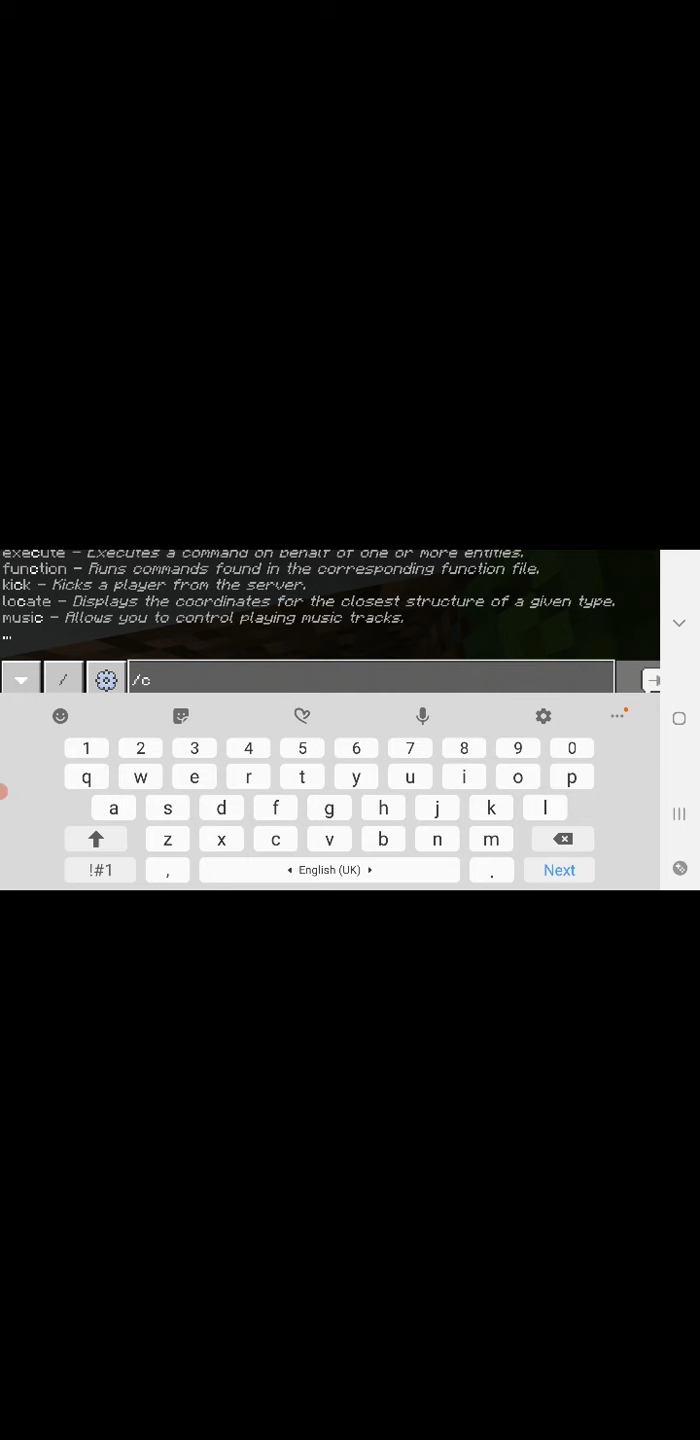 execute - Executes a command on behalf of one or more entities.
function - Runs commands found in the corresponding function file.
kick - Kicks a player from the server.
locate - Displays the coordinates for the closest structure of a given type.
music - Allows you to control playing music tracks.
...
/ /c
1 2 3 4 5 6 7 8 9 0
q w e r t y u i o p
a s d f g h j k l
z x c v b n m
!#1 , English (UK) . Next